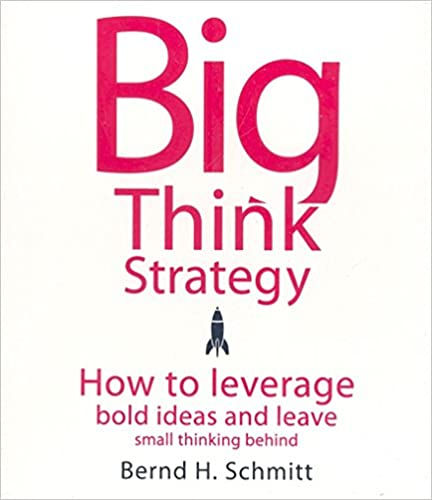 Big
Think
Strategy
How to leverage
bold ideas and leave
small thinking behind
Bernd H. Schmitt